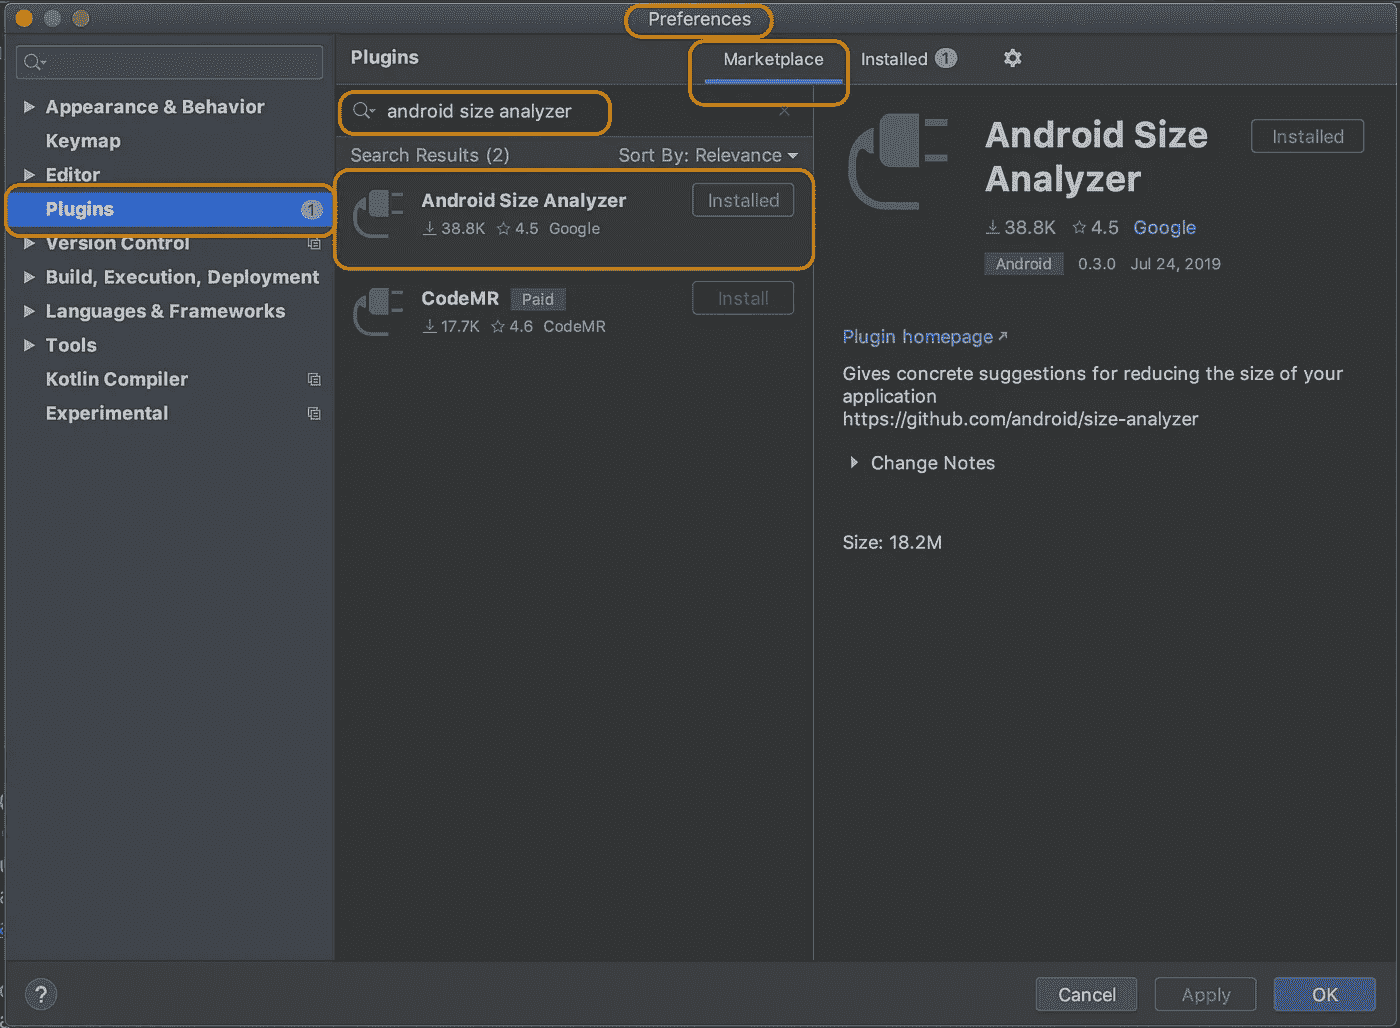 Preferences
Plugins
Marketplace
Installed 1
android size analyzer
Appearance & Behavior
Keymap
Editor
Plugins 1
Version Control
Build, Execution, Deployment
Languages & Frameworks
Tools
Kotlin Compiler
Experimental
Search Results (2)
Sort By: Relevance
Android Size Analyzer
Installed
38.8K 4.5 Google
CodeMR Paid
Install
17.7K 4.6 CodeMR
Android Size
Analyzer
Installed
38.8K 4.5 Google
Android 0.3.0 Jul 24, 2019
Plugin homepage
Gives concrete suggestions for reducing the size of your
application
https://github.com/android/size-analyzer
Change Notes
Size: 18.2M
?
Cancel
Apply
OK